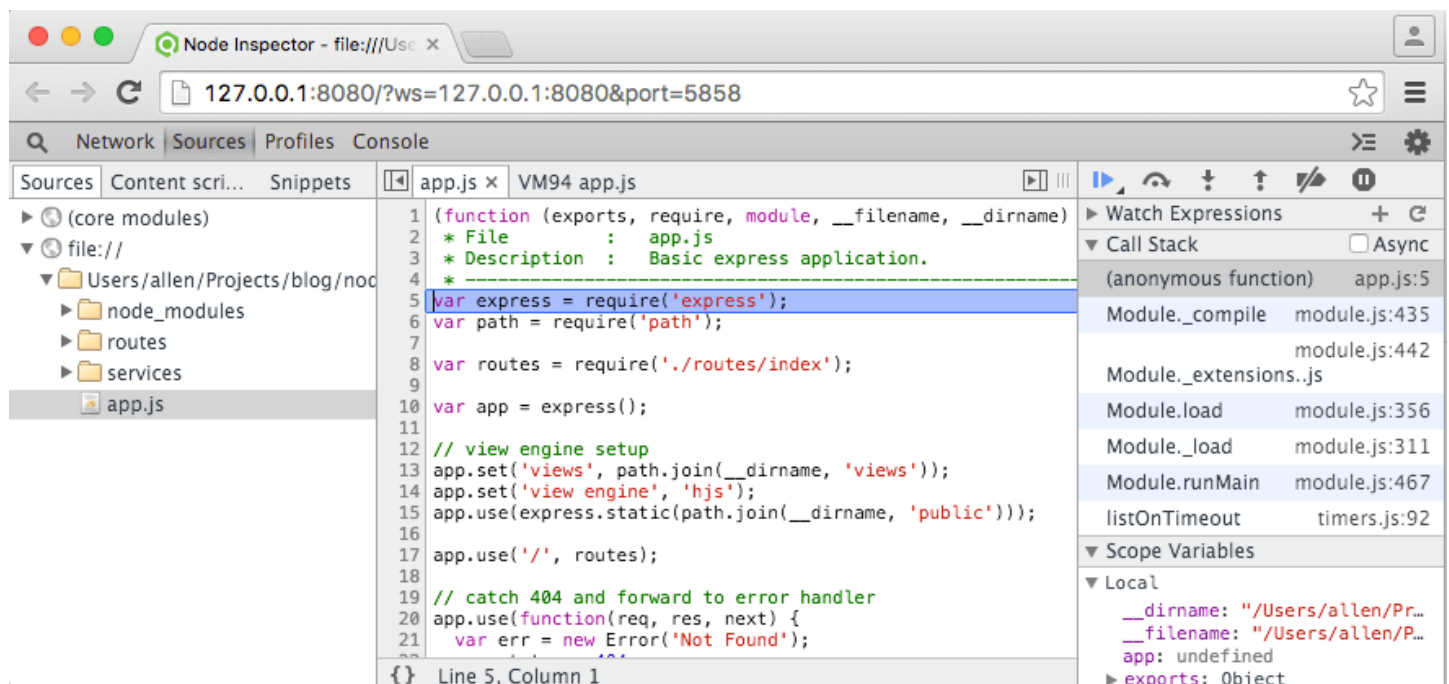 Node Inspector - file:///Use
127.0.0.1:8080/?ws=127.0.0.1:8080&port=5858
Network Sources Profiles Console
Sources Content scri... Snippets
(core modules)
file://
Users/allen/Projects/blog/nod
node_modules
routes
services
app.js
app.js × VM94 app.js
1 (function (exports, require, module, __filename, __dirname)
2 * File : app.js
3 * Description : Basic express application.
4 * ----------------------------------------
5 var express = require('express');
6 var path = require('path');
7
8 var routes = require('./routes/index');
9
10 var app = express();
11
12 // view engine setup
13 app.set('views', path.join(__dirname, 'views'));
14 app.set('view engine', 'hjs');
15 app.use(express.static(path.join(__dirname, 'public')));
16
17 app.use('/', routes);
18
19 // catch 404 and forward to error handler
20 app.use(function(req, res, next) {
21 var err = new Error('Not Found');
{} Line 5, Column 1
Watch Expressions
Call Stack Async
(anonymous function) app.js:5
Module._compile module.js:435
module.js:442
Module._extensions..js
Module.load module.js:356
Module._load module.js:311
Module.runMain module.js:467
listOnTimeout timers.js:92
Scope Variables
Local
__dirname: "/Users/allen/Pr…
__filename: "/Users/allen/P…
app: undefined
exports: Object